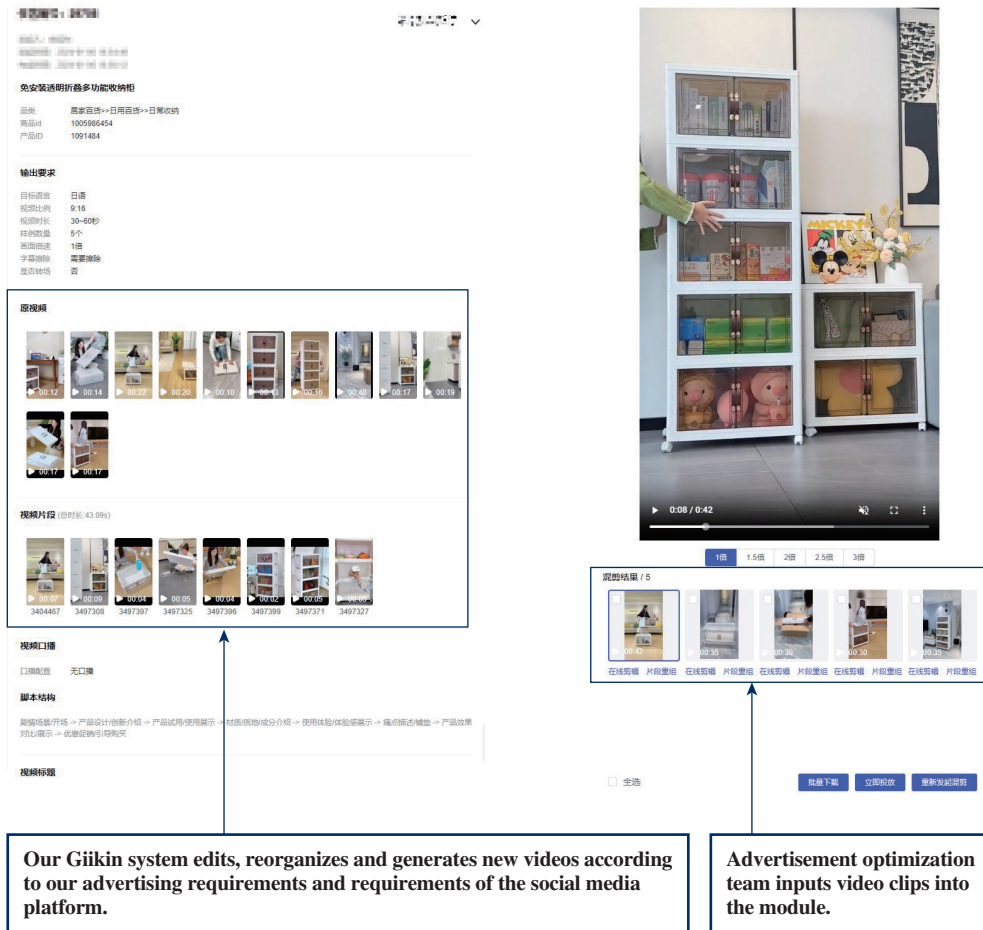 免安装透明折叠多功能收纳柜
品类 居家百货>>日用百货>>日常收纳
商品id 1005986454
产品ID 1091484
输出要求
目标语言 日语
视频比例 9:16
视频时长 30~60秒
样例数量 5个
画面倍速 1倍
字幕擦除 需要擦除
是否转场 否
原视频
00:12 00:14 00:22 00:20 00:10 00:13 00:16 00:48 00:17 00:19
00:17 00:17
视频片段 (总时长:43.09s)
00:07 00:09 00:04 00:05 00:04 00:02 00:05 00:05
3404467 3497308 3497397 3497325 3497396 3497399 3497371 3497327
视频口播
口播配置 无口播
脚本结构
剧情场景/开场 -> 产品设计/创新介绍 -> 产品试用/使用展示 -> 材质/质地/成分介绍 -> 使用体验/体验感展示 -> 痛点描述/铺垫 -> 产品效果
对比/展示 -> 优惠促销/引导购买
视频标题
MICKEY
0:08 / 0:42
1倍 1.5倍 2倍 2.5倍 3倍
混剪结果 / 5
00:42 00:35 00:39 00:30 00:35
在线剪辑 片段重组 在线剪辑 片段重组 在线剪辑 片段重组 在线剪辑 片段重组 在线剪辑 片段重组
全选
批量下载 立即投放 重新发起混剪
Our Giikin system edits, reorganizes and generates new videos according
to our advertising requirements and requirements of the social media
platform.
Advertisement optimization
team inputs video clips into
the module.